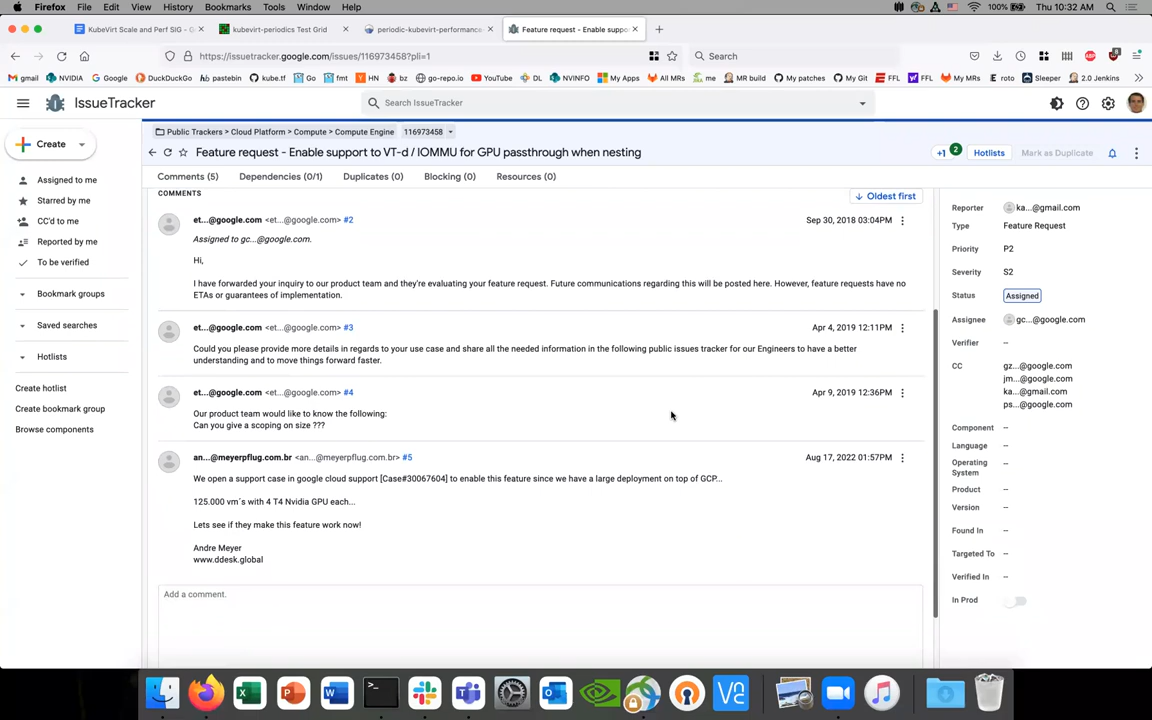 Firefox File Edit View History Bookmarks Tools Window Help
100% Thu 10:32 AM
KubeVirt Scale and Perf SIG - G
kubevirt-periodics Test Grid
periodic-kubevirt-performance
Feature request - Enable suppo
https://issuetracker.google.com/issues/116973458?pli=1
Search
gmail NVIDIA Google DuckDuckGo pastebin kube.tf Go fmt HN bz go-repo.io YouTube DL NVINFO My Apps All MRs me MR build My patches My Git FFL FFL My MRs roto Sleeper 2.0 Jenkins
IssueTracker
Search IssueTracker
Create
Assigned to me
Starred by me
CC'd to me
Reported by me
To be verified
Bookmark groups
Saved searches
Hotlists
Create hotlist
Create bookmark group
Browse components
Public Trackers > Cloud Platform > Compute > Compute Engine 116973458
Feature request - Enable support to VT-d / IOMMU for GPU passthrough when nesting
+1 2 Hotlists Mark as Duplicate
Comments (5) Dependencies (0/1) Duplicates (0) Blocking (0) Resources (0)
COMMENTS
Oldest first
et...@google.com <et...@google.com> #2 Sep 30, 2018 03:04PM
Assigned to gc...@google.com.
Hi,
I have forwarded your inquiry to our product team and they're evaluating your feature request. Future communications regarding this will be posted here. However, feature requests have no
ETAs or guarantees of implementation.
et...@google.com <et...@google.com> #3 Apr 4, 2019 12:11PM
Could you please provide more details in regards to your use case and share all the needed information in the following public issues tracker for our Engineers to have a better
understanding and to move things forward faster.
et...@google.com <et...@google.com> #4 Apr 9, 2019 12:36PM
Our product team would like to know the following:
Can you give a scoping on size ???
an...@meyerpflug.com.br <an...@meyerpflug.com.br> #5 Aug 17, 2022 01:57PM
We open a support case in google cloud support [Case#30067604] to enable this feature since we have a large deployment on top of GCP...
125.000 vm´s with 4 T4 Nvidia GPU each...
Lets see if they make this feature work now!
Andre Meyer
www.ddesk.global
Add a comment.
Reporter ka...@gmail.com
Type Feature Request
Priority P2
Severity S2
Status Assigned
Assignee gc...@google.com
Verifier --
CC gz...@google.com
jm...@google.com
ka...@gmail.com
ps...@google.com
Component --
Language --
Operating
System --
Product --
Version --
Found In --
Targeted To --
Verified In --
In Prod